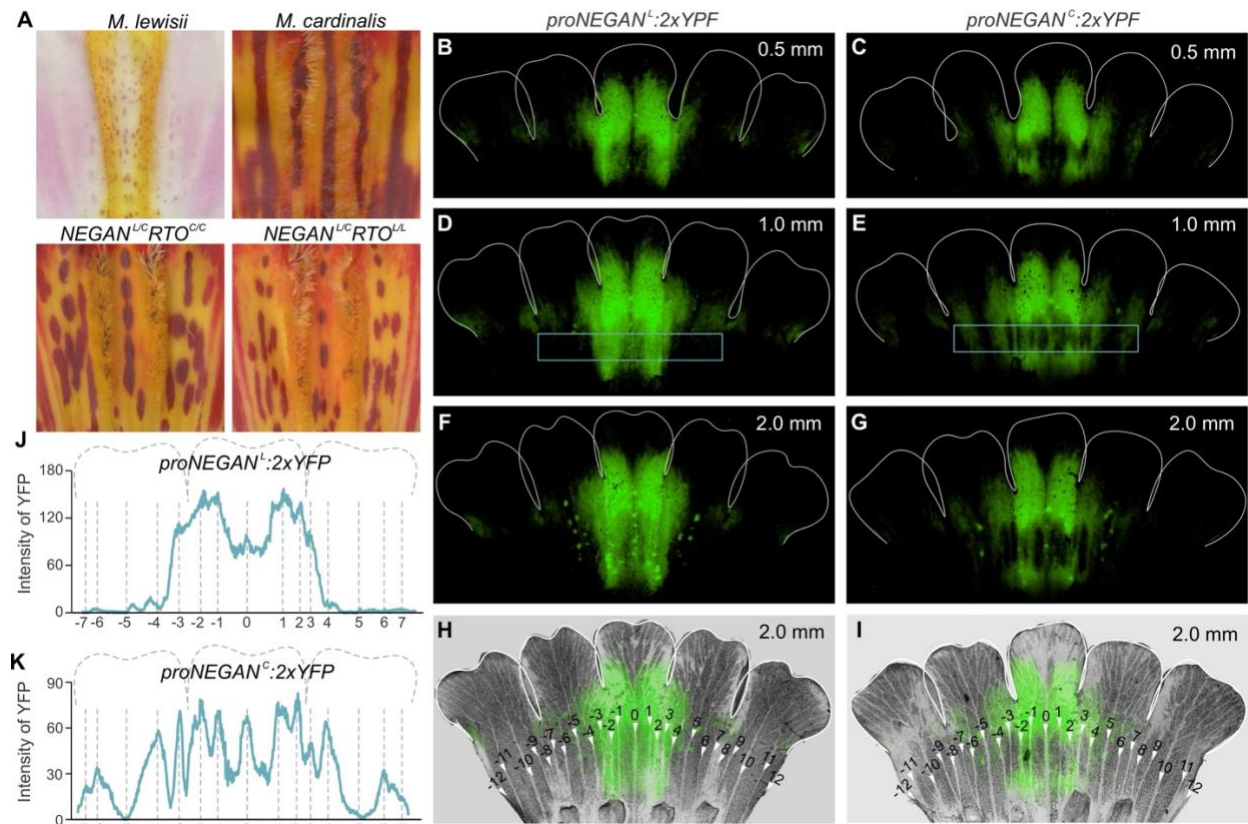 A
M. lewisii
M. cardinalis
NEGAN L/C RTO C/C
NEGAN L/C RTO L/L
proNEGAN L:2xYPF
proNEGAN C:2xYPF
B
0.5 mm
C
0.5 mm
D
1.0 mm
E
1.0 mm
F
2.0 mm
G
2.0 mm
H
2.0 mm
-12 -11 -10 -9 -8 -7 -6 -5 -4 -3 -2 -1 0 1 2 3 4 5 6 7 8 9 10 11 12
I
2.0 mm
-12 -11 -10 -9 -8 -7 -6 -5 -4 -3 -2 -1 0 1 2 3 4 5 6 7 8 9 10 11 12
J
proNEGAN L:2xYFP
Intensity of YFP
180
120
60
0
-7 -6 -5 -4 -3 -2 -1 0 1 2 3 4 5 6 7
K
proNEGAN C:2xYFP
Intensity of YFP
90
60
30
0